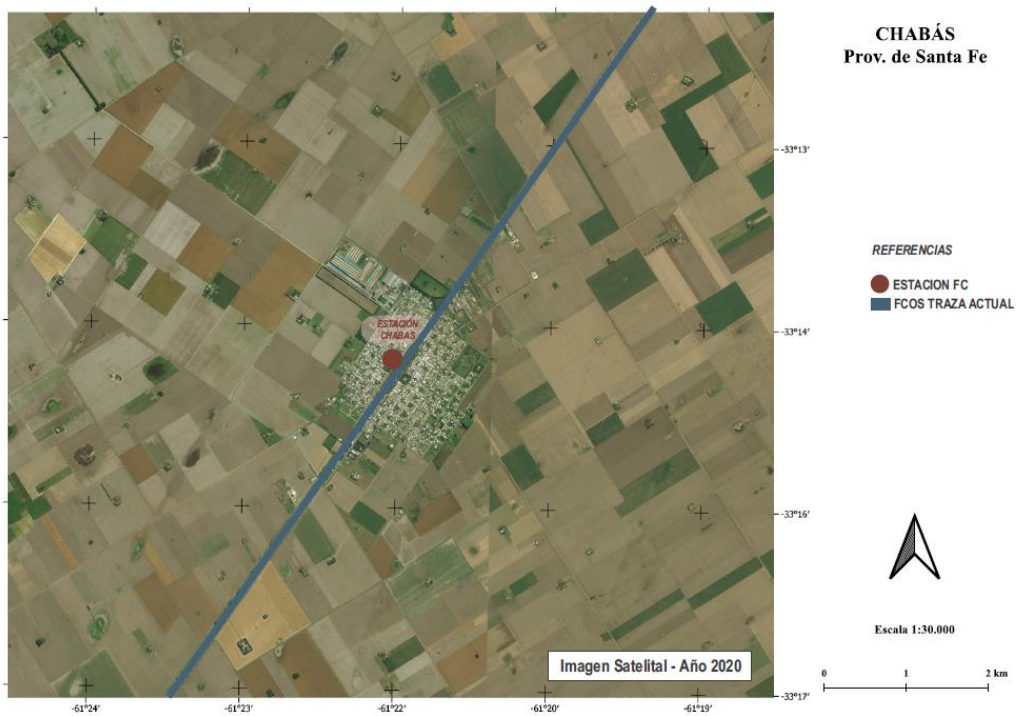 CHABÁS
Prov. de Santa Fe
-33°13'
REFERENCIAS
ESTACION FC
FCOS TRAZA ACTUAL
ESTACIÓN
CHABAS
-33°14'
-33°16'
Escala 1:30.000
Imagen Satelital - Año 2020
0 1 2 km
-33°17'
-61°24' -61°23' -61°22' -61°20' -61°19'